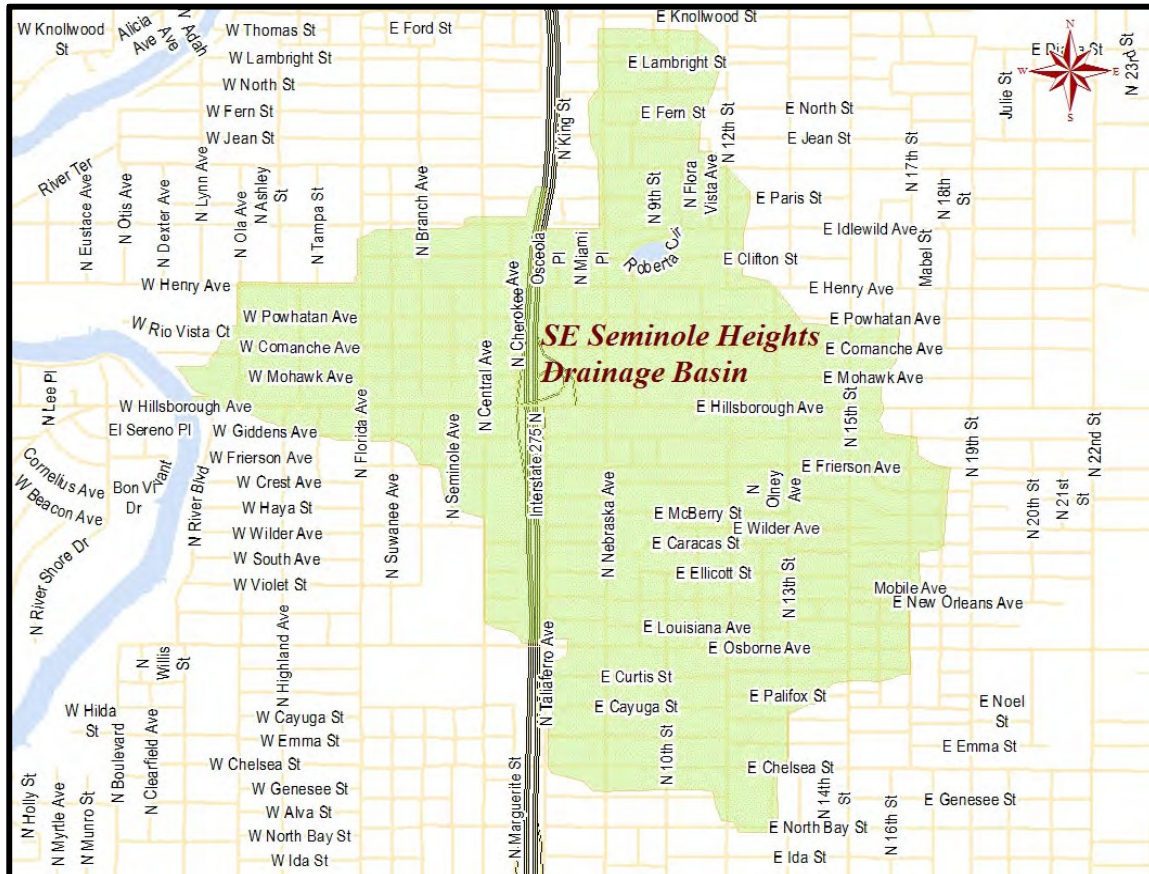 W Knollwood
St
Alicia
Ave
Ave
N Adah
W Thomas St
E Ford St
E Knollwood St
W Lambright St
E Lambright St
St
N 23rd St
N
W
E
S
W North St
Julie St
W Fern St
E Fern St
N 12th St
E North St
W Jean St
N King St
E Jean St
River Ter
N Eustace Ave
N Otis Ave
N Dexter Ave
N Lynn Ave
N Ola Ave
N Ashley
St
N Tampa St
N Branch Ave
N 9th St
N Flora
Vista Ave
E Paris St
N 17th St
N 18th
St
E Idlewild Ave
Mabel St
Osceola
Pl
N Miami
Pl
Roberta Cir
E Clifton St
W Henry Ave
E Henry Ave
W Rio Vista Ct
W Powhatan Ave
N Cherokee Ave
SE Seminole Heights
Drainage Basin
E Powhatan Ave
W Comanche Ave
E Comanche Ave
N Lee Pl
W Mohawk Ave
N Central Ave
E Mohawk Ave
W Hillsborough Ave
E Hillsborough Ave
N 15th St
El Sereno Pl
W Giddens Ave
N Florida Ave
N Seminole Ave
Interstate 275 N
N 19th St
N 22nd St
Cornelius Ave
W Beacon Ave
Bon Vi
vant
Dr
N River Blvd
W Frierson Ave
E Frierson Ave
W Crest Ave
N Suwanee Ave
N Nebraska Ave
N
Olney
Ave
N 20th St
N 21st
St
W Haya St
E McBerry St
W Wilder Ave
E Wilder Ave
E Caracas St
N River Shore Dr
W South Ave
E Ellicott St
N 13th St
W Violet St
Mobile Ave
E New Orleans Ave
N
Willis
St
N Highland Ave
N Taliaferro Ave
E Louisiana Ave
E Osborne Ave
E Curtis St
E Palifox St
E Noel
St
W Hilda
St
N Boulevard
N Clearfield Ave
W Cayuga St
E Cayuga St
W Emma St
N 10th St
E Emma St
W Chelsea St
E Chelsea St
N Holly St
N Myrtle Ave
N Munro St
W Genesee St
N Marguerite St
N 14th
St
N 16th St
E Genesee St
W Alva St
W North Bay St
E North Bay St
W Ida St
E Ida St